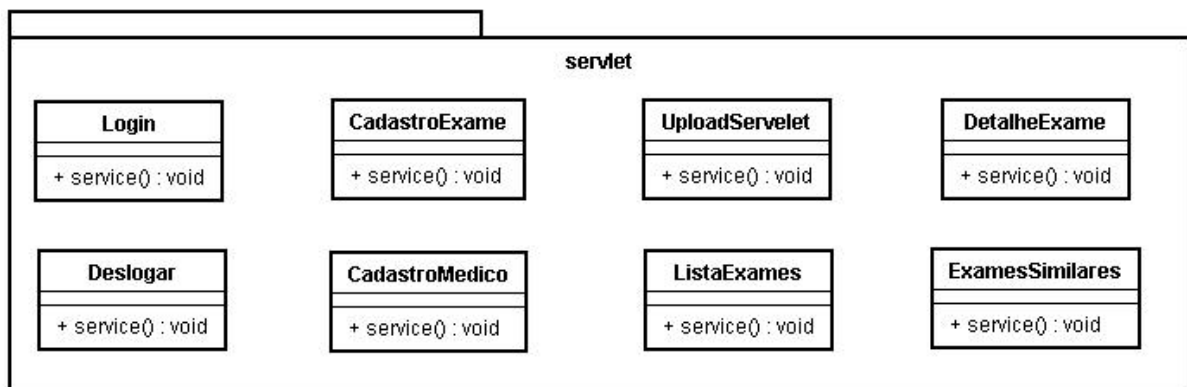 servlet
Login
+ service() : void
CadastroExame
+ service() : void
UploadServelet
+ service() : void
DetalheExame
+ service() : void
Deslogar
+ service() : void
CadastroMedico
+ service() : void
ListaExames
+ service() : void
ExamesSimilares
+ service() : void